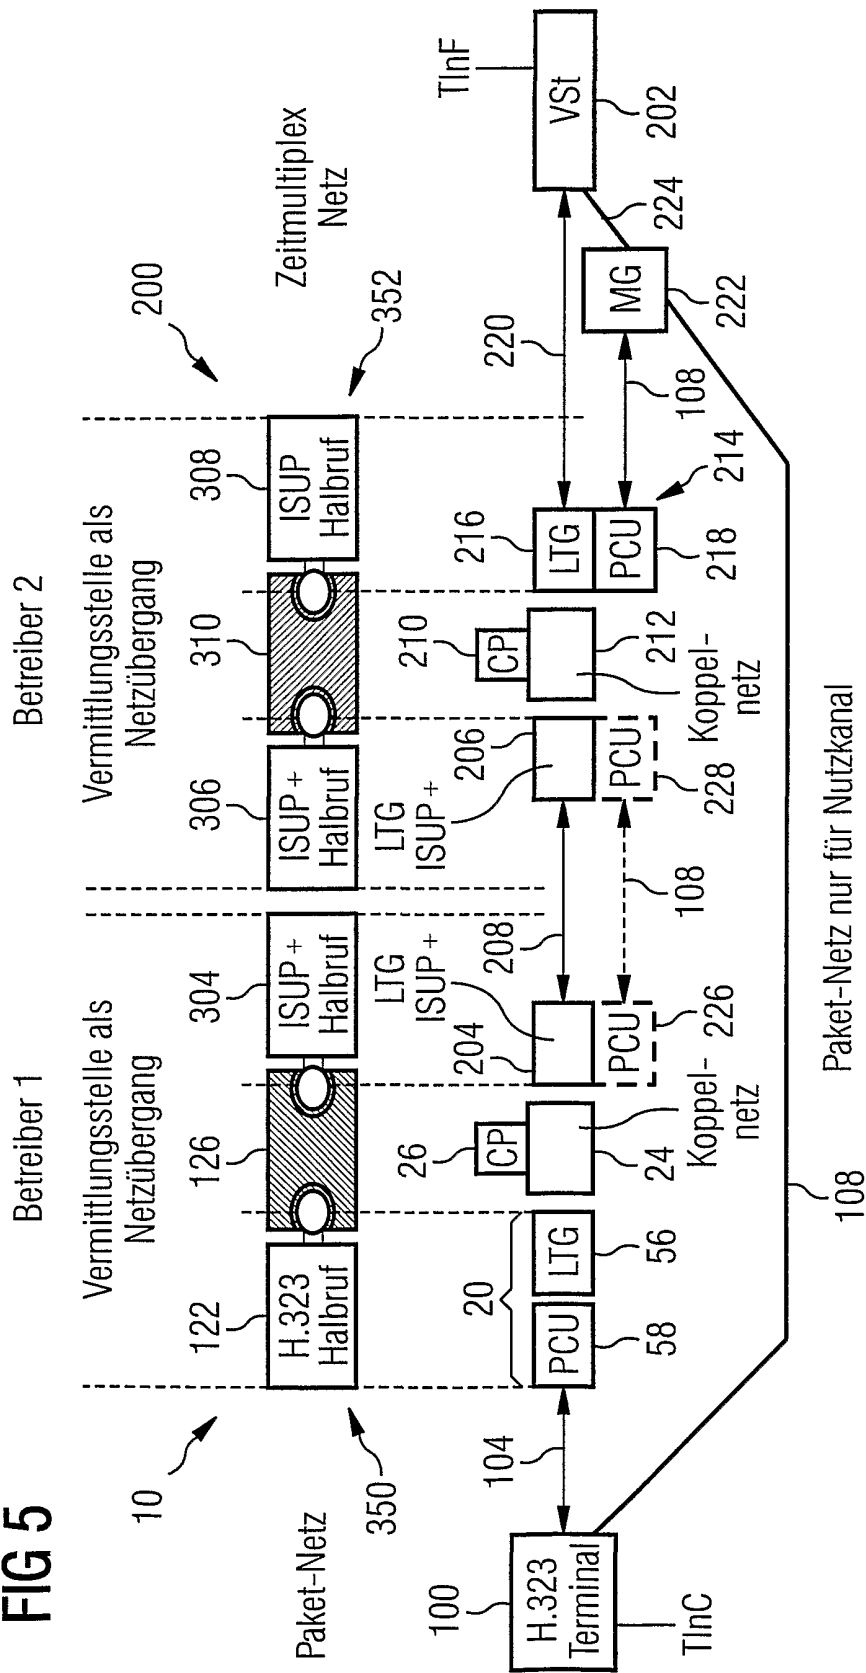 FIG 5
Betreiber 1
Betreiber 2
Vermittlungsstelle als
Netzübergang
Vermittlungsstelle als
Netzübergang
10
200
122
126
304
306
310
308
Paket-Netz
350
H.323
Halbruf
ISUP+
Halbruf
ISUP+
Halbruf
ISUP
Halbruf
352
Zeitmultiplex
Netz
LTG
ISUP+
LTG
ISUP+
100
104
20
26
204
208
206
210
216
220
TlnF
H.323
Terminal
PCU
LTG
CP
CP
LTG
VSt
58
56
24
Koppel-
netz
PCU
226
108
PCU
228
Koppel-
netz
212
PCU
218
214
108
MG
222
224
202
TlnC
108
Paket-Netz nur für Nutzkanal